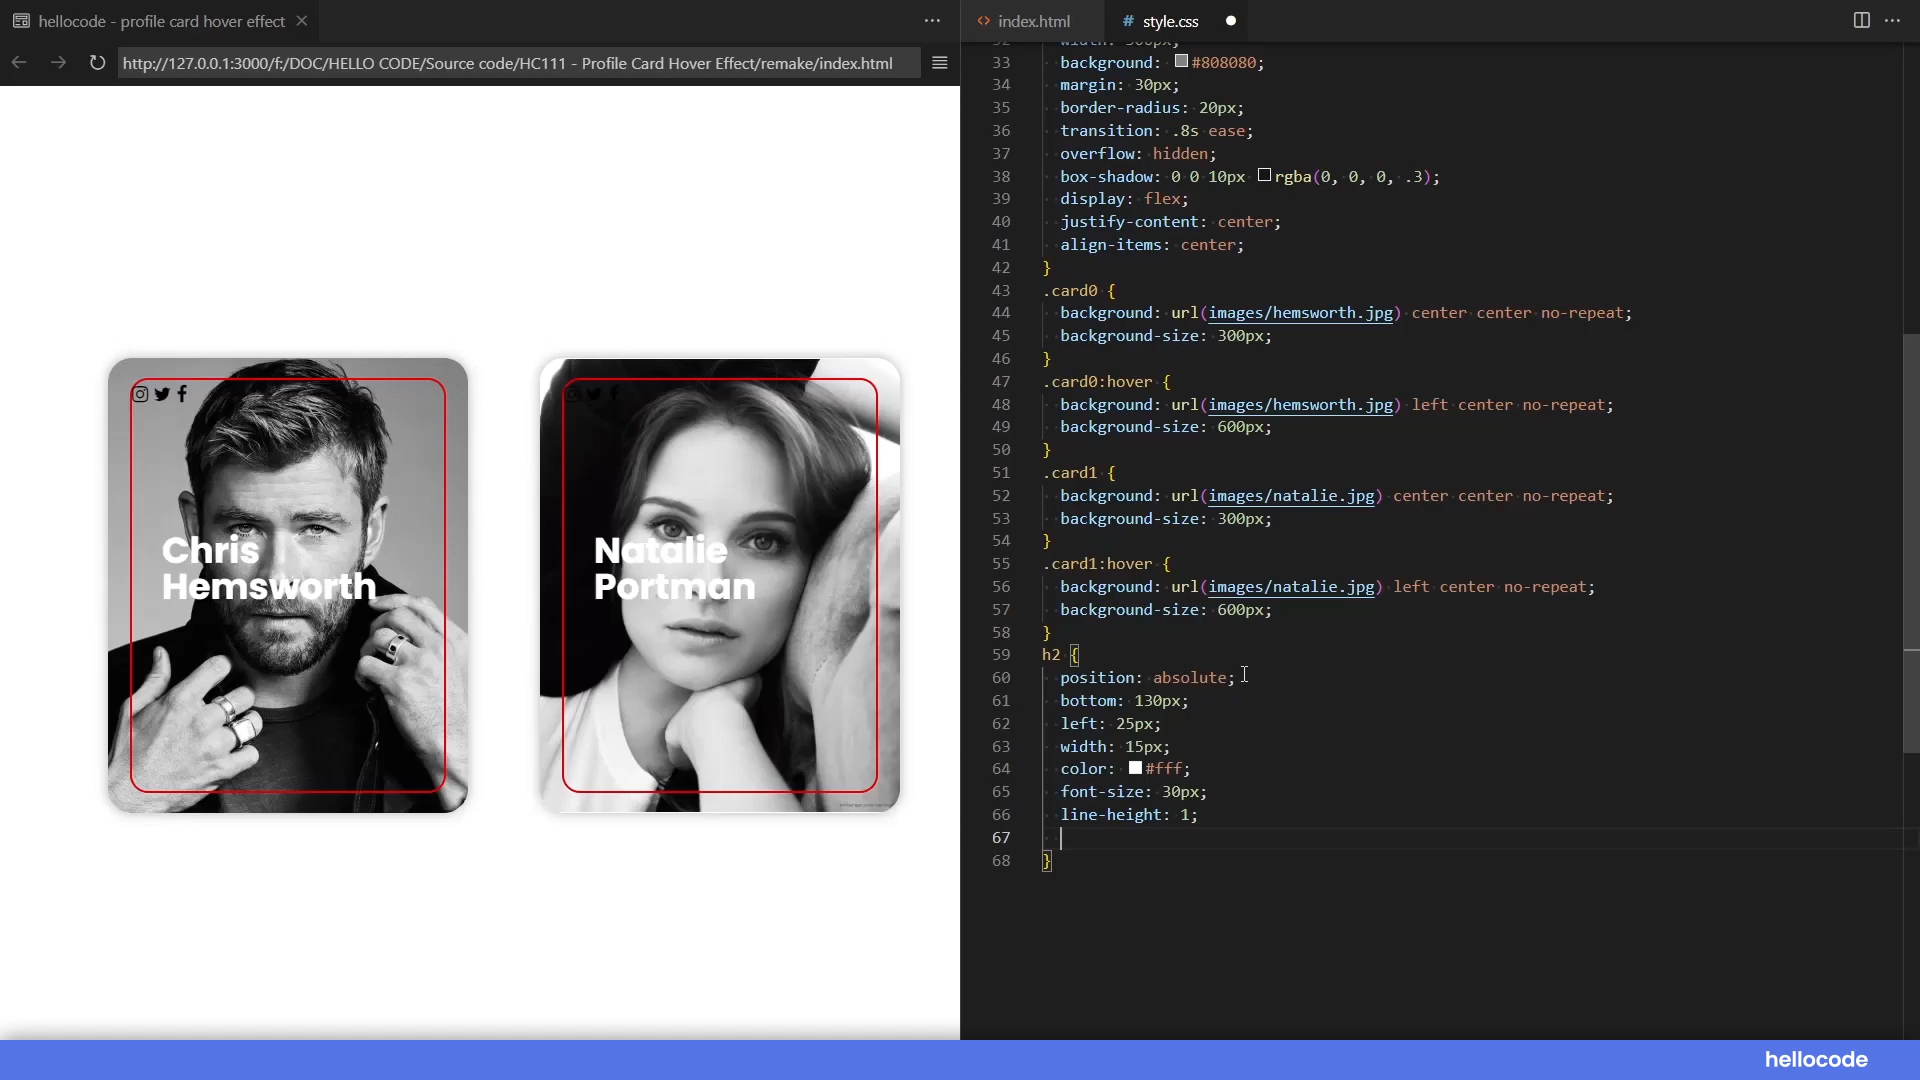 hellocode - profile card hover effect
http://127.0.0.1:3000/f:/DOC/HELLO CODE/Source code/HC111 - Profile Card Hover Effect/remake/index.html
Chris
Hemsworth
Natalie
Portman
<> index.html
# style.css
32 width: 300px;
33 background: #808080;
34 margin: 30px;
35 border-radius: 20px;
36 transition: .8s ease;
37 overflow: hidden;
38 box-shadow: 0 0 10px rgba(0, 0, 0, .3);
39 display: flex;
40 justify-content: center;
41 align-items: center;
42 }
43 .card0 {
44 background: url(images/hemsworth.jpg) center center no-repeat;
45 background-size: 300px;
46 }
47 .card0:hover {
48 background: url(images/hemsworth.jpg) left center no-repeat;
49 background-size: 600px;
50 }
51 .card1 {
52 background: url(images/natalie.jpg) center center no-repeat;
53 background-size: 300px;
54 }
55 .card1:hover {
56 background: url(images/natalie.jpg) left center no-repeat;
57 background-size: 600px;
58 }
59 h2 {
60 position: absolute;
61 bottom: 130px;
62 left: 25px;
63 width: 15px;
64 color: #fff;
65 font-size: 30px;
66 line-height: 1;
67
68 }
hellocode